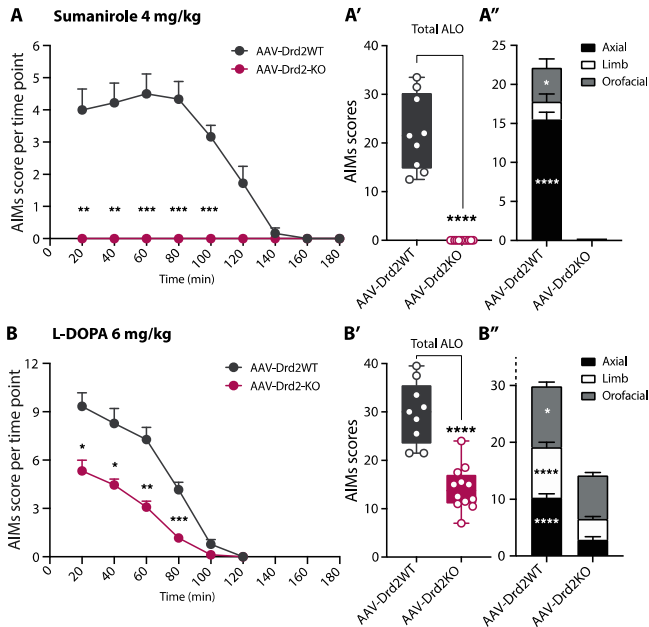 A Sumanirole 4 mg/kg
AAV-Drd2WT
AAV-Drd2-KO
AIMs score per time point
6
5
4
3
2
1
0
** ** *** *** ***
20 40 60 80 100 120 140 160 180
Time (min)
A'
Total ALO
AIMs scores
40
30
20
10
0
****
AAV-Drd2WT
AAV-Drd2KO
A''
Axial
Limb
Orofacial
25
20
15
10
5
0
*
****
AAV-Drd2WT
AAV-Drd2KO
B L-DOPA 6 mg/kg
AAV-Drd2WT
AAV-Drd2-KO
AIMs score per time point
12
9
6
3
0
* * ** ***
20 40 60 80 100 120 140 160 180
Time (min)
B'
Total ALO
AIMs scores
40
30
20
10
0
****
AAV-Drd2WT
AAV-Drd2KO
B''
Axial
Limb
Orofacial
30
20
10
0
*
****
****
AAV-Drd2WT
AAV-Drd2KO